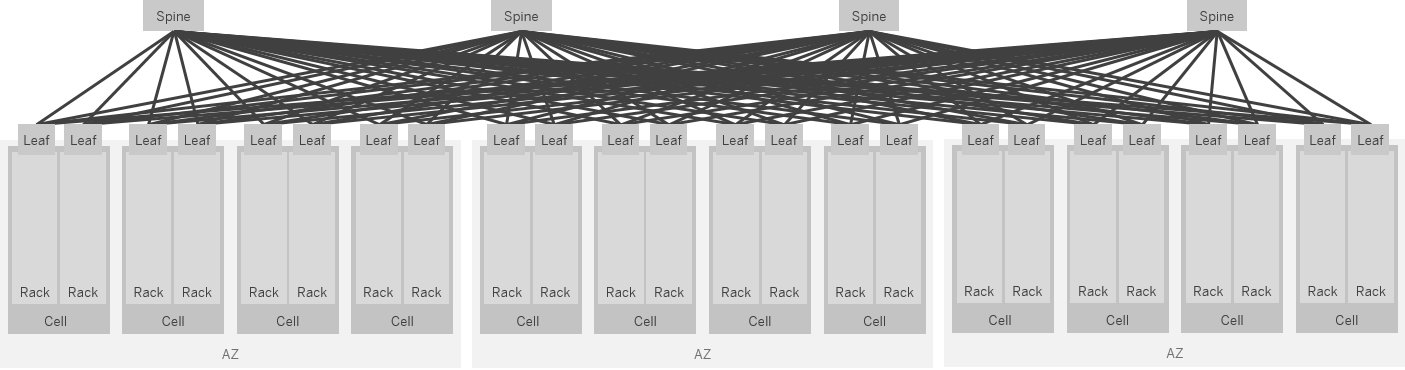 Spine Spine Spine Spine
Leaf Leaf Leaf Leaf Leaf Leaf Leaf Leaf Leaf Leaf Leaf Leaf Leaf Leaf Leaf Leaf Leaf Leaf Leaf Leaf Leaf Leaf Leaf Leaf
Rack Rack Rack Rack Rack Rack Rack Rack Rack Rack Rack Rack Rack Rack Rack Rack Rack Rack Rack Rack Rack Rack Rack Rack
Cell Cell Cell Cell Cell Cell Cell Cell Cell Cell Cell Cell
AZ AZ AZ